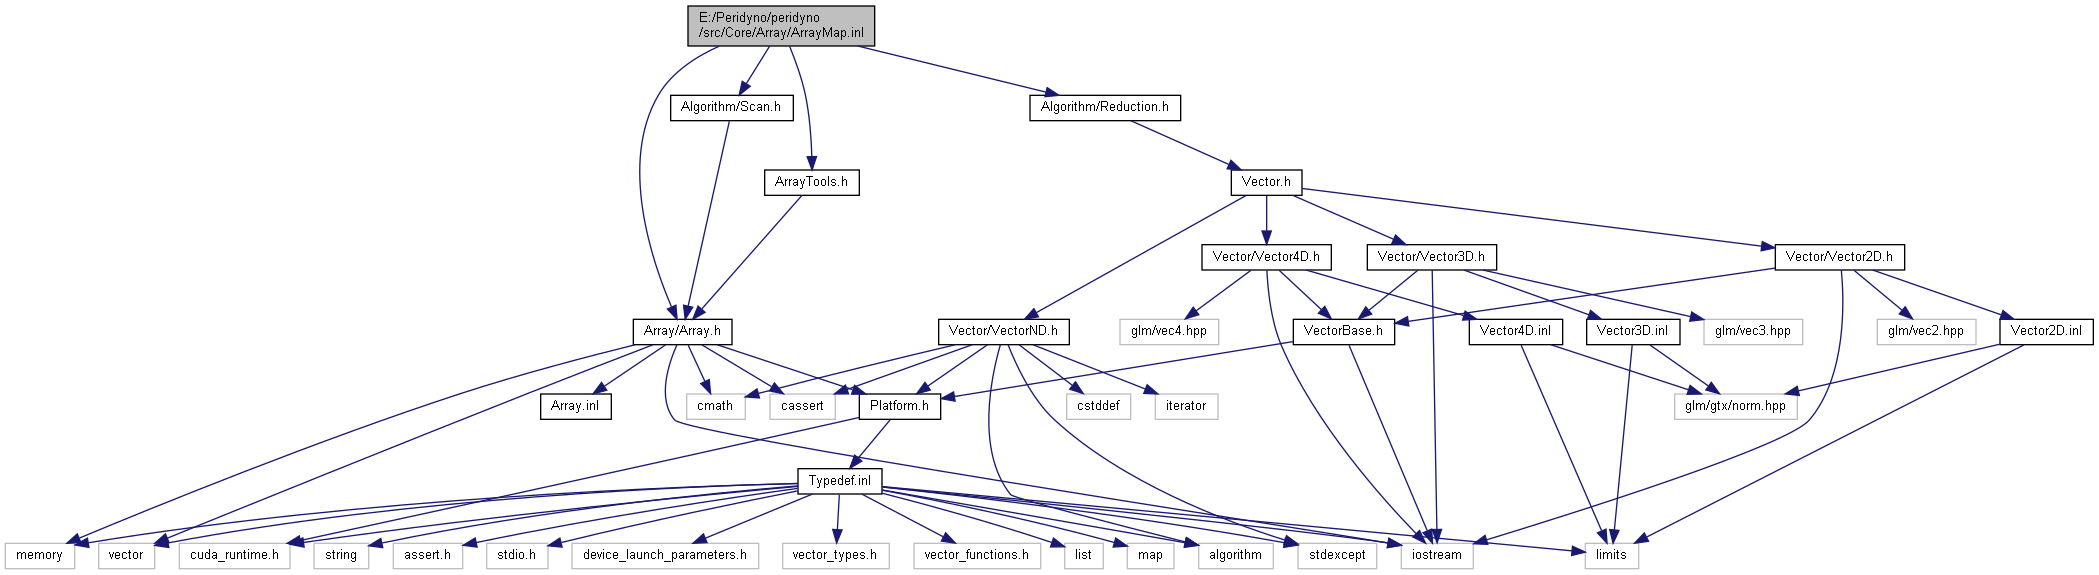 E:/Peridyno/peridyno
/src/Core/Array/ArrayMap.inl
Algorithm/Scan.h
Algorithm/Reduction.h
ArrayTools.h
Vector.h
Vector/Vector4D.h
Vector/Vector3D.h
Vector/Vector2D.h
Array/Array.h
Vector/VectorND.h
glm/vec4.hpp
VectorBase.h
Vector4D.inl
Vector3D.inl
glm/vec3.hpp
glm/vec2.hpp
Vector2D.inl
Array.inl
cmath
cassert
Platform.h
cstddef
iterator
glm/gtx/norm.hpp
Typedef.inl
memory
vector
cuda_runtime.h
string
assert.h
stdio.h
device_launch_parameters.h
vector_types.h
vector_functions.h
list
map
algorithm
stdexcept
iostream
limits